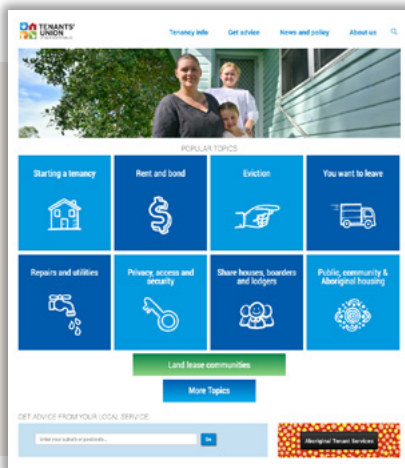 TENANTS'
UNION
Tenancy info
Get advice
News and policy
About us
POPULAR TOPICS
Starting a tenancy
Rent and bond
Eviction
You want to leave
Repairs and utilities
Privacy, access and
security
Share houses, boarders
and lodgers
Public, community &
Aboriginal housing
Land lease communities
More Topics
GET ADVICE FROM YOUR LOCAL SERVICE
Enter your suburb or postcode...
Go
Aboriginal Tenant Services